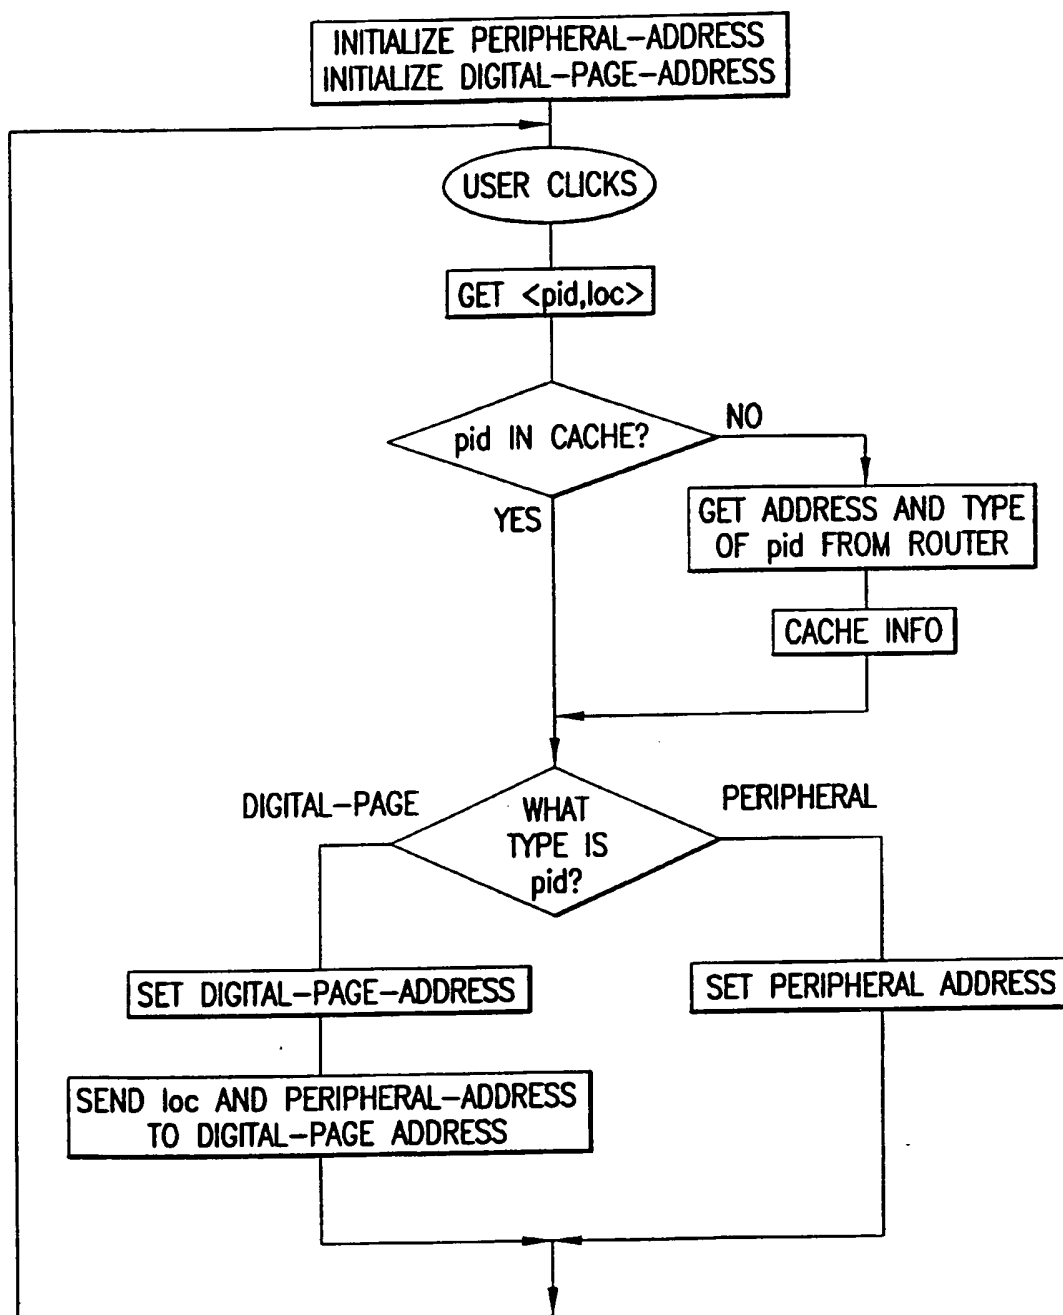 INITIALIZE PERIPHERAL-ADDRESS
INITIALIZE DIGITAL-PAGE-ADDRESS
USER CLICKS
GET <pid,loc>
pid IN CACHE?
NO
YES
GET ADDRESS AND TYPE
OF pid FROM ROUTER
CACHE INFO
DIGITAL-PAGE
WHAT
TYPE IS
pid?
PERIPHERAL
SET DIGITAL-PAGE-ADDRESS
SET PERIPHERAL ADDRESS
SEND loc AND PERIPHERAL-ADDRESS
TO DIGITAL-PAGE ADDRESS